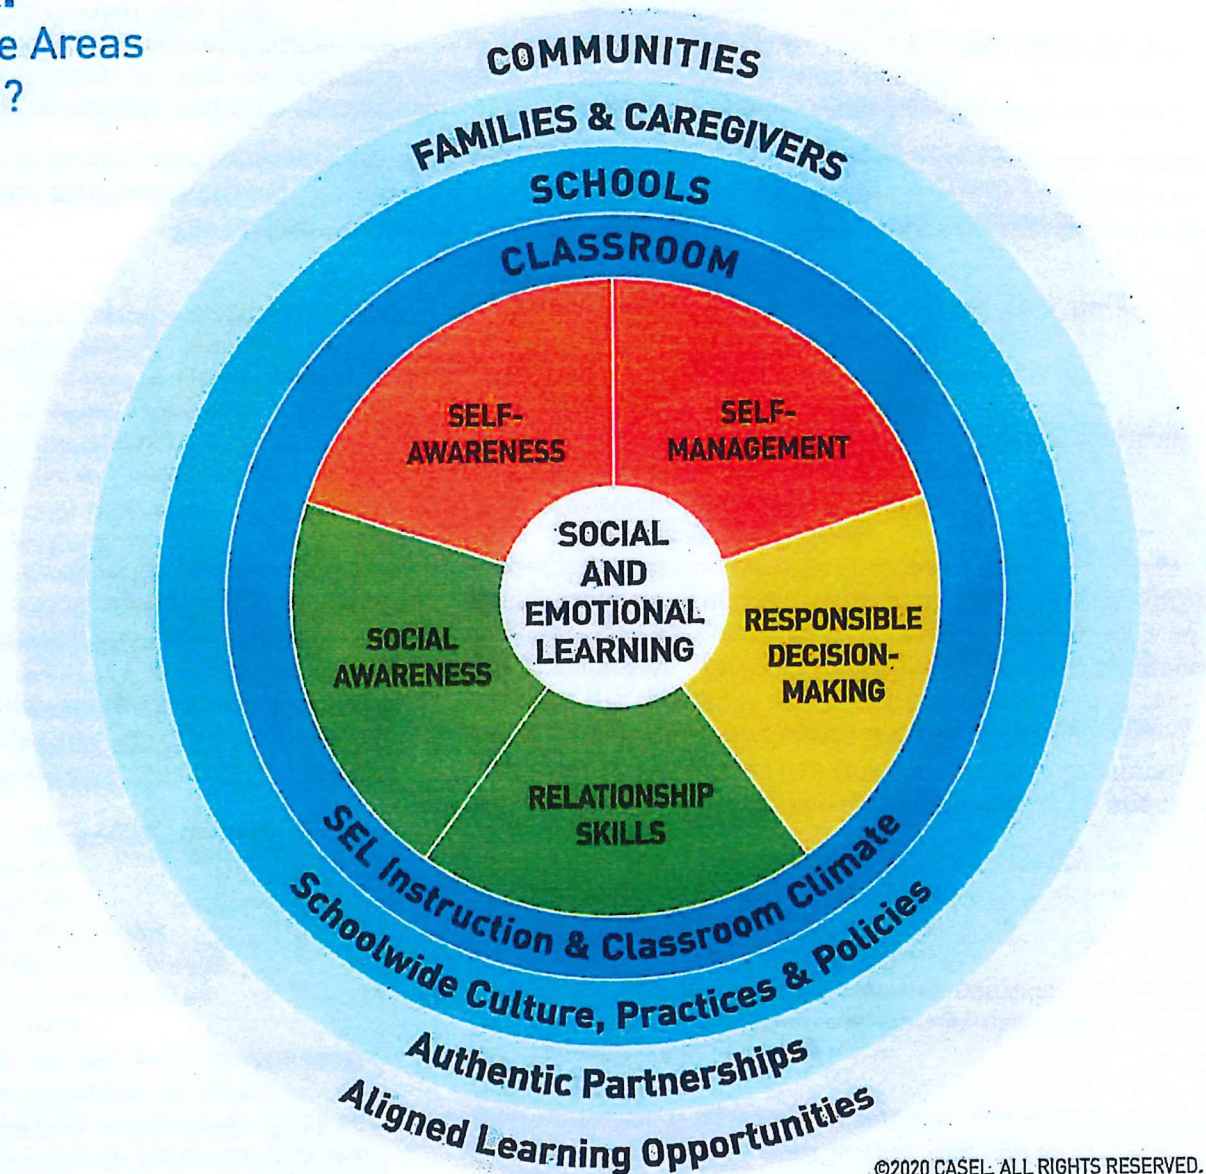 e Areas
?
COMMUNITIES
FAMILIES & CAREGIVERS
SCHOOLS
CLASSROOM
SELF-
AWARENESS
SELF-
MANAGEMENT
SOCIAL
AND
EMOTIONAL
LEARNING
SOCIAL
AWARENESS
RESPONSIBLE
DECISION-
MAKING
RELATIONSHIP
SKILLS
SEL Instruction & Classroom Climate
Schoolwide Culture, Practices & Policies
Authentic Partnerships
Aligned Learning Opportunities
©2020 CASEL. ALL RIGHTS RESERVED.